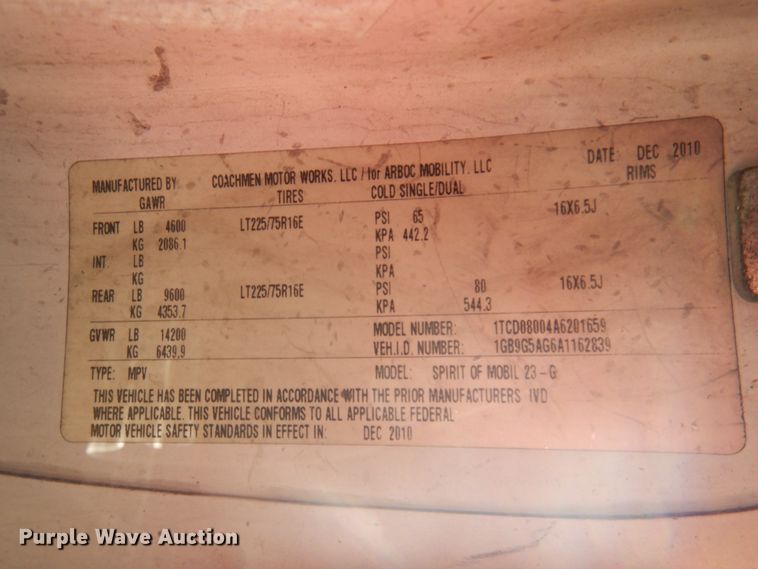 MANUFACTURED BY COACHMEN MOTOR WORKS, LLC / for ARBOC MOBILITY, LLC DATE: DEC 2010
GAWR TIRES COLD SINGLE/DUAL RIMS
FRONT LB 4600 LT225/75R16E PSI 65 16X6.5J
KG 2086.1 KPA 442.2
INT. LB PSI
KG KPA
REAR LB 9600 LT225/75R16E PSI 80 16X6.5J
KG 4353.7 KPA 544.3
GVWR LB 14200 MODEL NUMBER: 1TCD08004A6201659
KG 6439.9 VEH.I.D. NUMBER: 1GB9G5AG6A1162839
TYPE: MPV MODEL: SPIRIT OF MOBIL 23-G
THIS VEHICLE HAS BEEN COMPLETED IN ACCORDANCE WITH THE PRIOR MANUFACTURERS IVD
WHERE APPLICABLE. THIS VEHICLE CONFORMS TO ALL APPLICABLE FEDERAL
MOTOR VEHICLE SAFETY STANDARDS IN EFFECT IN: DEC 2010
Purple Wave Auction